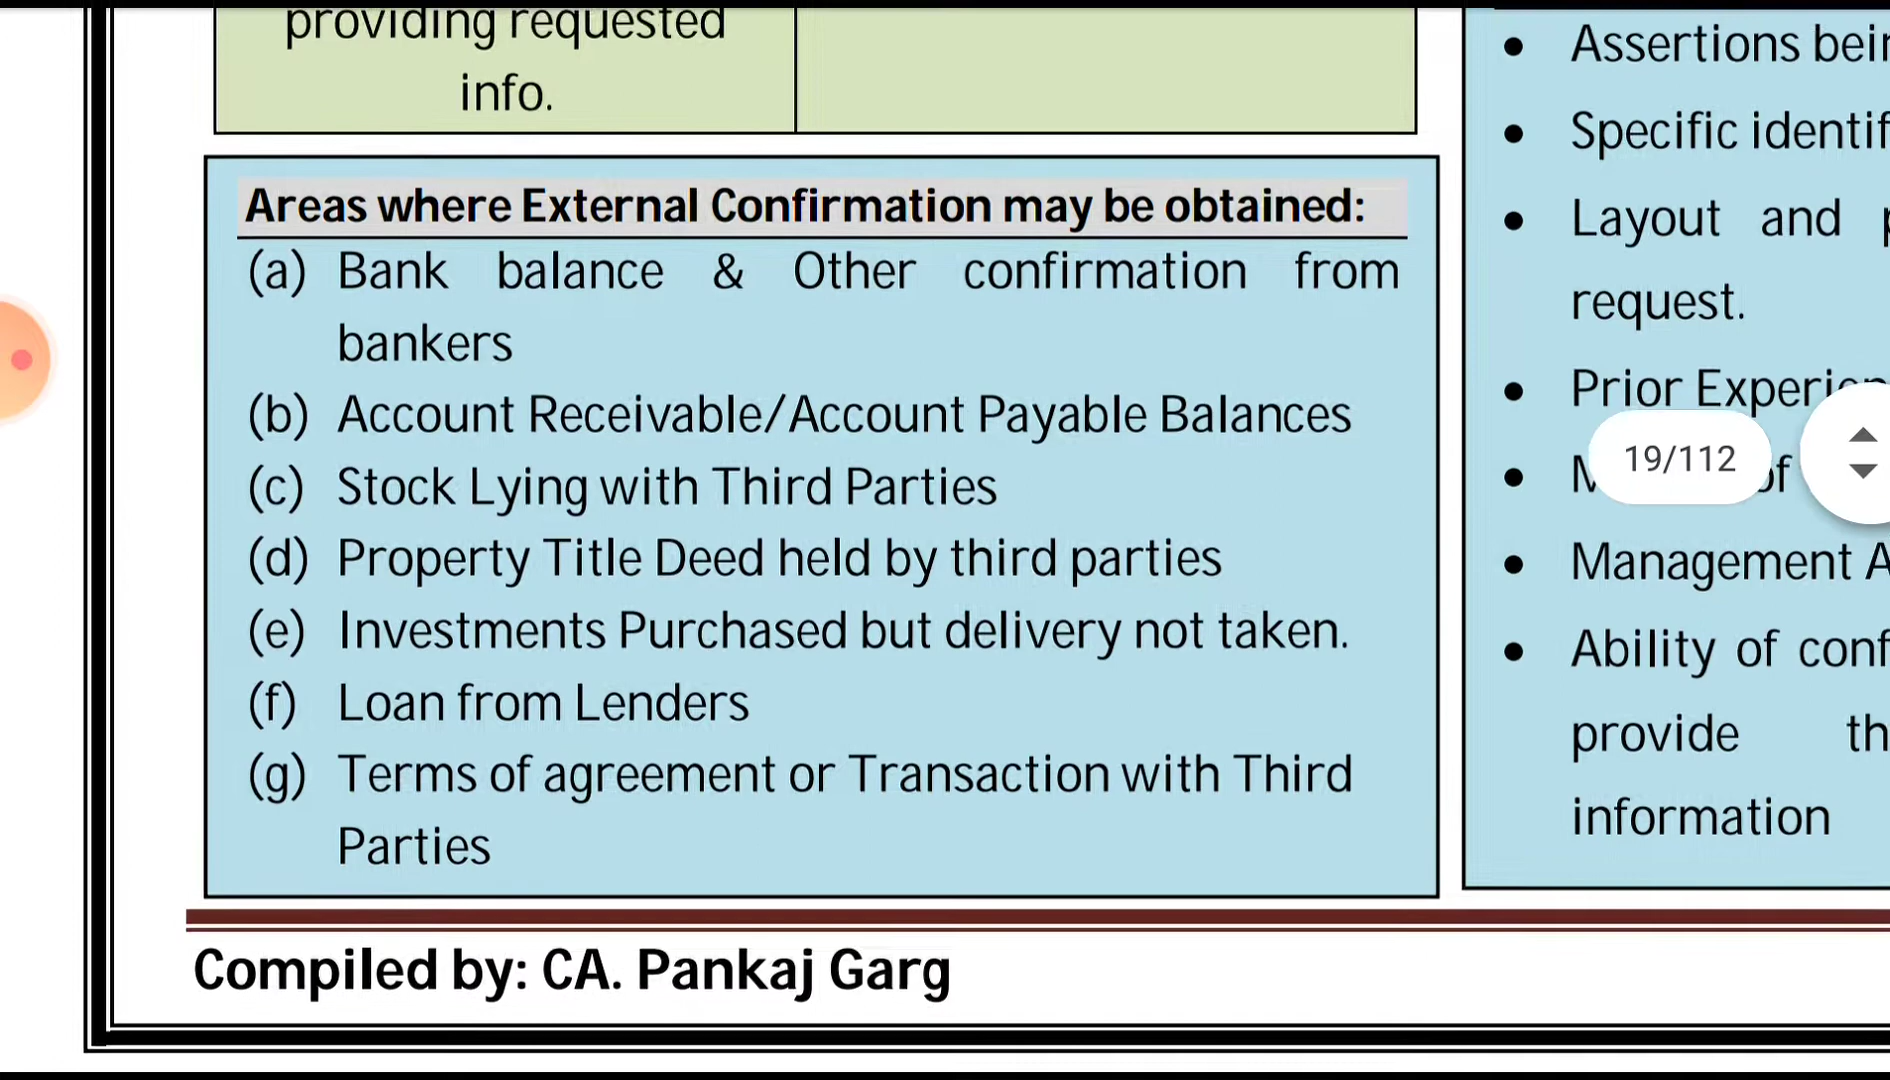 providing requested
info.
Areas where External Confirmation may be obtained:
(a) Bank balance & Other confirmation from
bankers
(b) Account Receivable/Account Payable Balances
(c) Stock Lying with Third Parties
(d) Property Title Deed held by third parties
(e) Investments Purchased but delivery not taken.
(f) Loan from Lenders
(g) Terms of agreement or Transaction with Third
Parties
• Assertions
• Specific
• Layout and
request.
• Prior
19/112
• of
• Management
• Ability of
provide
information
Compiled by: CA. Pankaj Garg